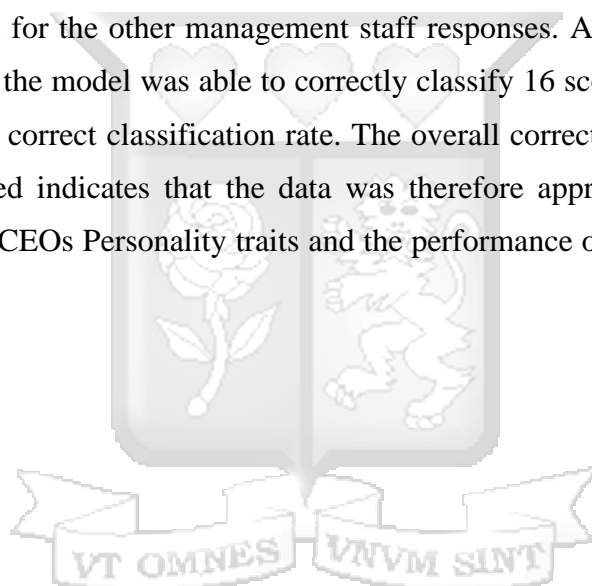 for the other management staff responses. A
the model was able to correctly classify 16 sc
correct classification rate. The overall correct
ed indicates that the data was therefore appr
CEOs Personality traits and the performance o
VT OMNES VNVM SINT